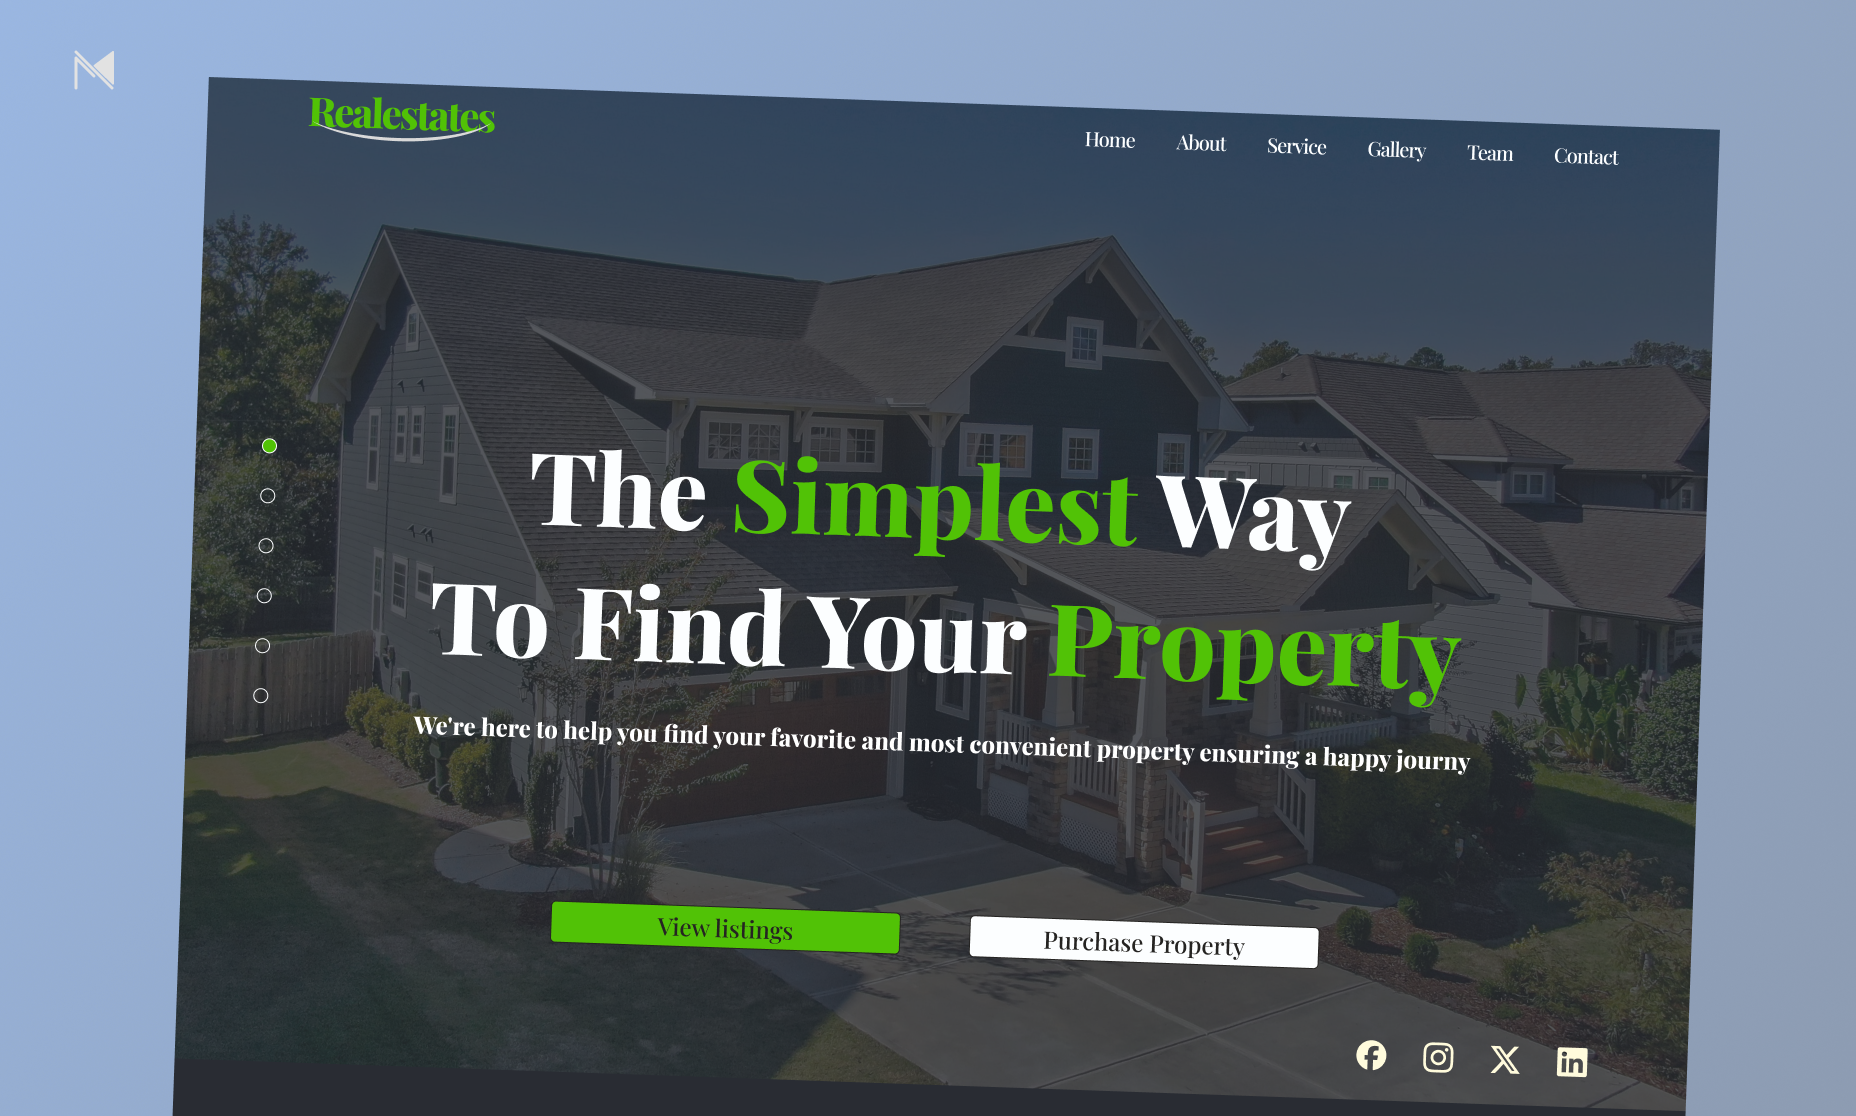 Realestates
Home About Service Gallery Team Contact
The Simplest Way
To Find Your Property
We're here to help you find your favorite and most convenient property ensuring a happy journy
View listings
Purchase Property